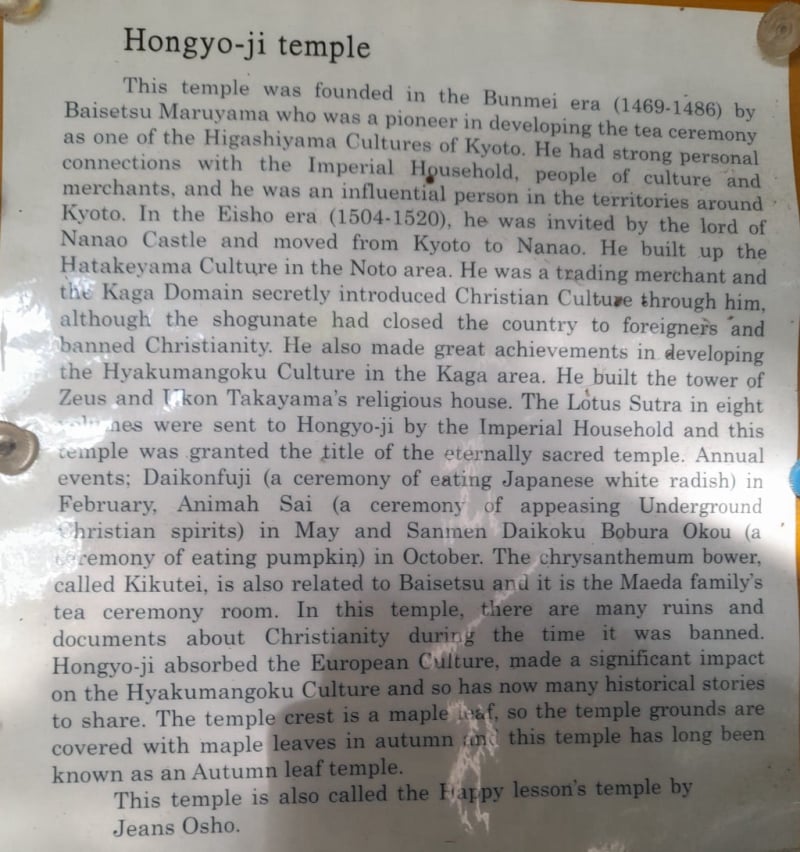 Hongyo-ji temple
This temple was founded in the Bunmei era (1469-1486) by
Baisetsu Maruyama who was a pioneer in developing the tea ceremony
as one of the Higashiyama Cultures of Kyoto. He had strong personal
connections with the Imperial Household, people of culture and
merchants, and he was an influential person in the territories around
Kyoto. In the Eisho era (1504-1520), he was invited by the lord of
Nanao Castle and moved from Kyoto to Nanao. He built up the
Hatakeyama Culture in the Noto area. He was a trading merchant and
the Kaga Domain secretly introduced Christian Culture through him,
although the shogunate had closed the country to foreigners and
banned Christianity. He also made great achievements in developing
the Hyakumangoku Culture in the Kaga area. He built the tower of
Zeus and Ukon Takayama's religious house. The Lotus Sutra in eight
volumes were sent to Hongyo-ji by the Imperial Household and this
temple was granted the title of the eternally sacred temple. Annual
events; Daikonfuji (a ceremony of eating Japanese white radish) in
February, Animah Sai (a ceremony of appeasing Underground
Christian spirits) in May and Sanmen Daikoku Bobura Okou (a
ceremony of eating pumpkin) in October. The chrysanthemum bower,
called Kikutei, is also related to Baisetsu and it is the Maeda family's
tea ceremony room. In this temple, there are many ruins and
documents about Christianity during the time it was banned.
Hongyo-ji absorbed the European Culture, made a significant impact
on the Hyakumangoku Culture and so has now many historical stories
to share. The temple crest is a maple leaf, so the temple grounds are
covered with maple leaves in autumn and this temple has long been
known as an Autumn leaf temple.
This temple is also called the Happy lesson's temple by
Jeans Osho.